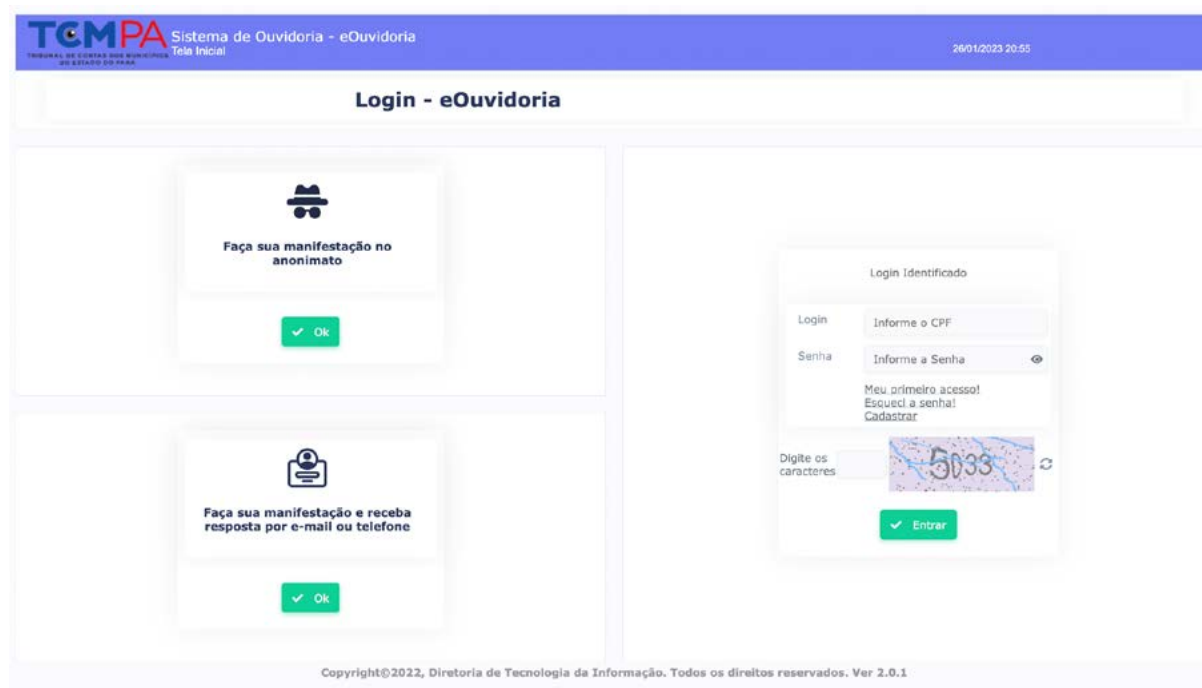 TCMPA
TRIBUNAL DE CONTAS DOS MUNICÍPIOS
DO ESTADO DO PARÁ
Sistema de Ouvidoria - eOuvidoria
Tela Inicial
26/01/2023 20:55
Login - eOuvidoria
Faça sua manifestação no
anonimato
Ok
Faça sua manifestação e receba
resposta por e-mail ou telefone
Ok
Login Identificado
Login
Informe o CPF
Senha
Informe a Senha
Meu primeiro acesso!
Esqueci a senha!
Cadastrar
Digite os
caracteres
5033
Entrar
Copyright©2022, Diretoria de Tecnologia da Informação. Todos os direitos reservados. Ver 2.0.1